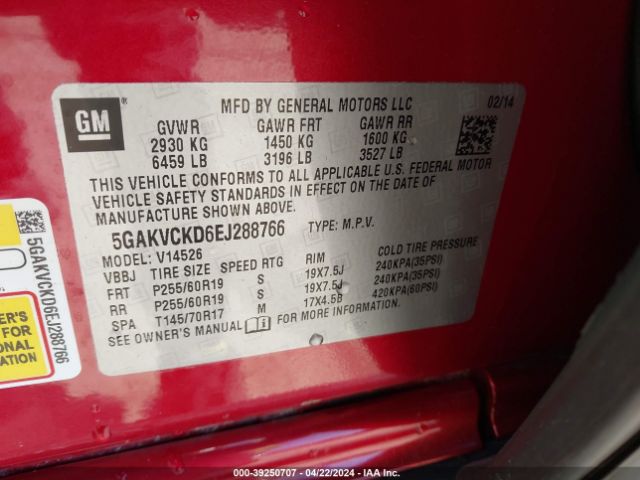 GM
MFD BY GENERAL MOTORS LLC 02/14
GVWR GAWR FRT GAWR RR
2930 KG 1450 KG 1600 KG
6459 LB 3196 LB 3527 LB
THIS VEHICLE CONFORMS TO ALL APPLICABLE U.S. FEDERAL MOTOR
VEHICLE SAFETY STANDARDS IN EFFECT ON THE DATE OF
MANUFACTURE SHOWN ABOVE.
5GAKVCKD6EJ288766 TYPE: M.P.V.
MODEL: V14526
VBBJ TIRE SIZE SPEED RTG RIM COLD TIRE PRESSURE
FRT P255/60R19 S 19X7.5J 240KPA(35PSI)
RR P255/60R19 S 19X7.5J 240KPA(35PSI)
SPA T145/70R17 M 17X4.5B 420KPA(60PSI)
SEE OWNER'S MANUAL FOR MORE INFORMATION.
5GAKVCKD6EJ288766
NER'S
FOR
ONAL
ION
000-39250707 - 04/22/2024 - IAA Inc.